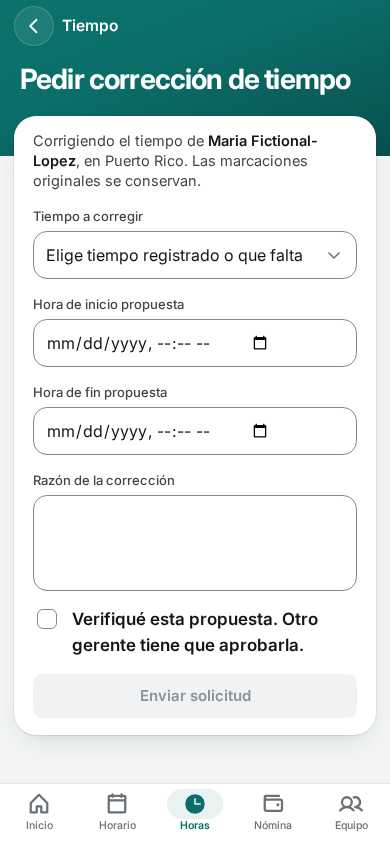 Tiempo
Pedir corrección de tiempo
Corrigiendo el tiempo de Maria Fictional-
Lopez, en Puerto Rico. Las marcaciones
originales se conservan.
Tiempo a corregir
Elige tiempo registrado o que falta
Hora de inicio propuesta
mm/dd/yyyy, --:-- --
Hora de fin propuesta
mm/dd/yyyy, --:-- --
Razón de la corrección
Verifiqué esta propuesta. Otro
gerente tiene que aprobarla.
Enviar solicitud
Inicio
Horario
Horas
Nómina
Equipo